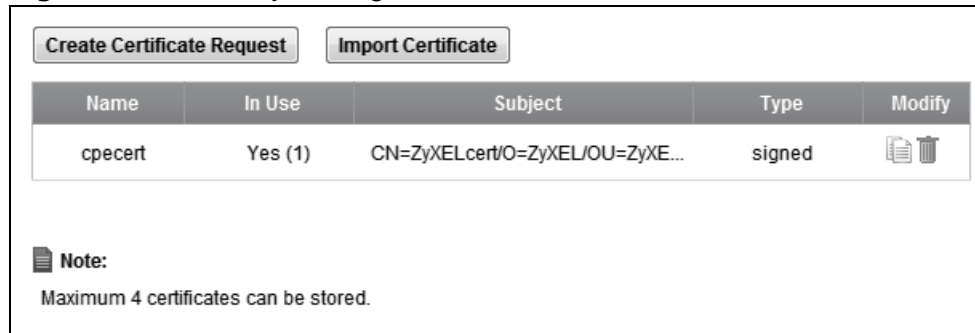 Create Certificate Request Import Certificate
Name In Use Subject Type Modify
cpecert Yes (1) CN=ZyXELcert/O=ZyXEL/OU=ZyXE... signed
Note:
Maximum 4 certificates can be stored.